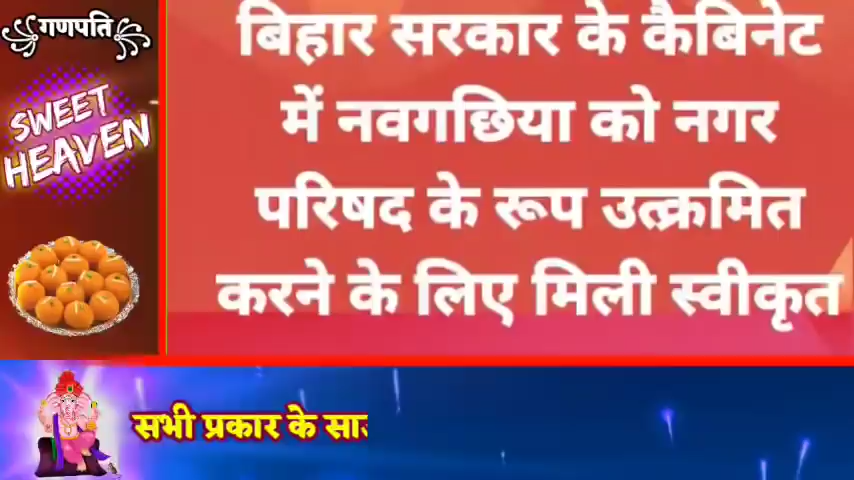 गणपति
SWEET
HEAVEN
बिहार सरकार के कैबिनेट
में नवगछिया को नगर
परिषद के रूप उत्क्रमित
करने के लिए मिली स्वीकृत
सभी प्रकार के